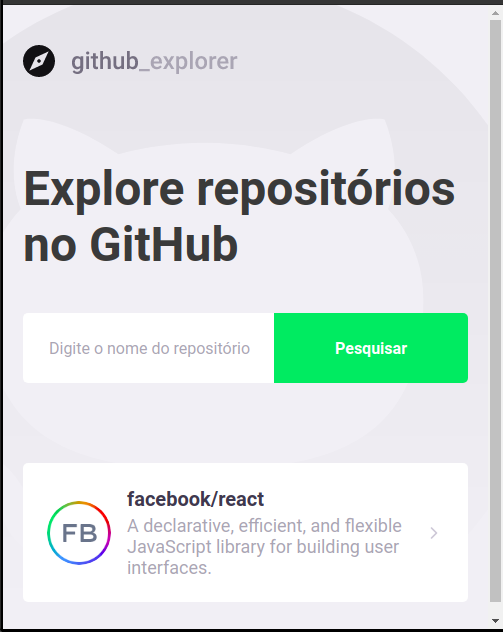 github_explorer
Explore repositórios
no GitHub
Digite o nome do repositório
Pesquisar
FB
facebook/react
A declarative, efficient, and flexible
JavaScript library for building user
interfaces.